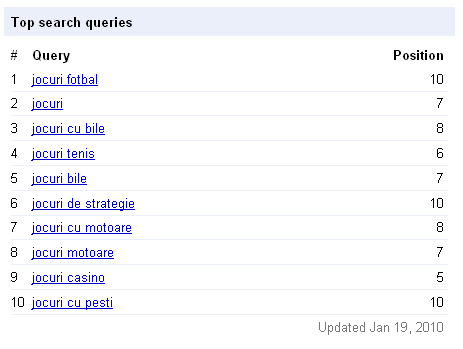 Top search queries
# Query Position
1 jocuri fotbal 10
2 jocuri 7
3 jocuri cu bile 8
4 jocuri tenis 6
5 jocuri bile 7
6 jocuri de strategie 10
7 jocuri cu motoare 8
8 jocuri motoare 7
9 jocuri casino 5
10 jocuri cu pesti 10
Updated Jan 19, 2010